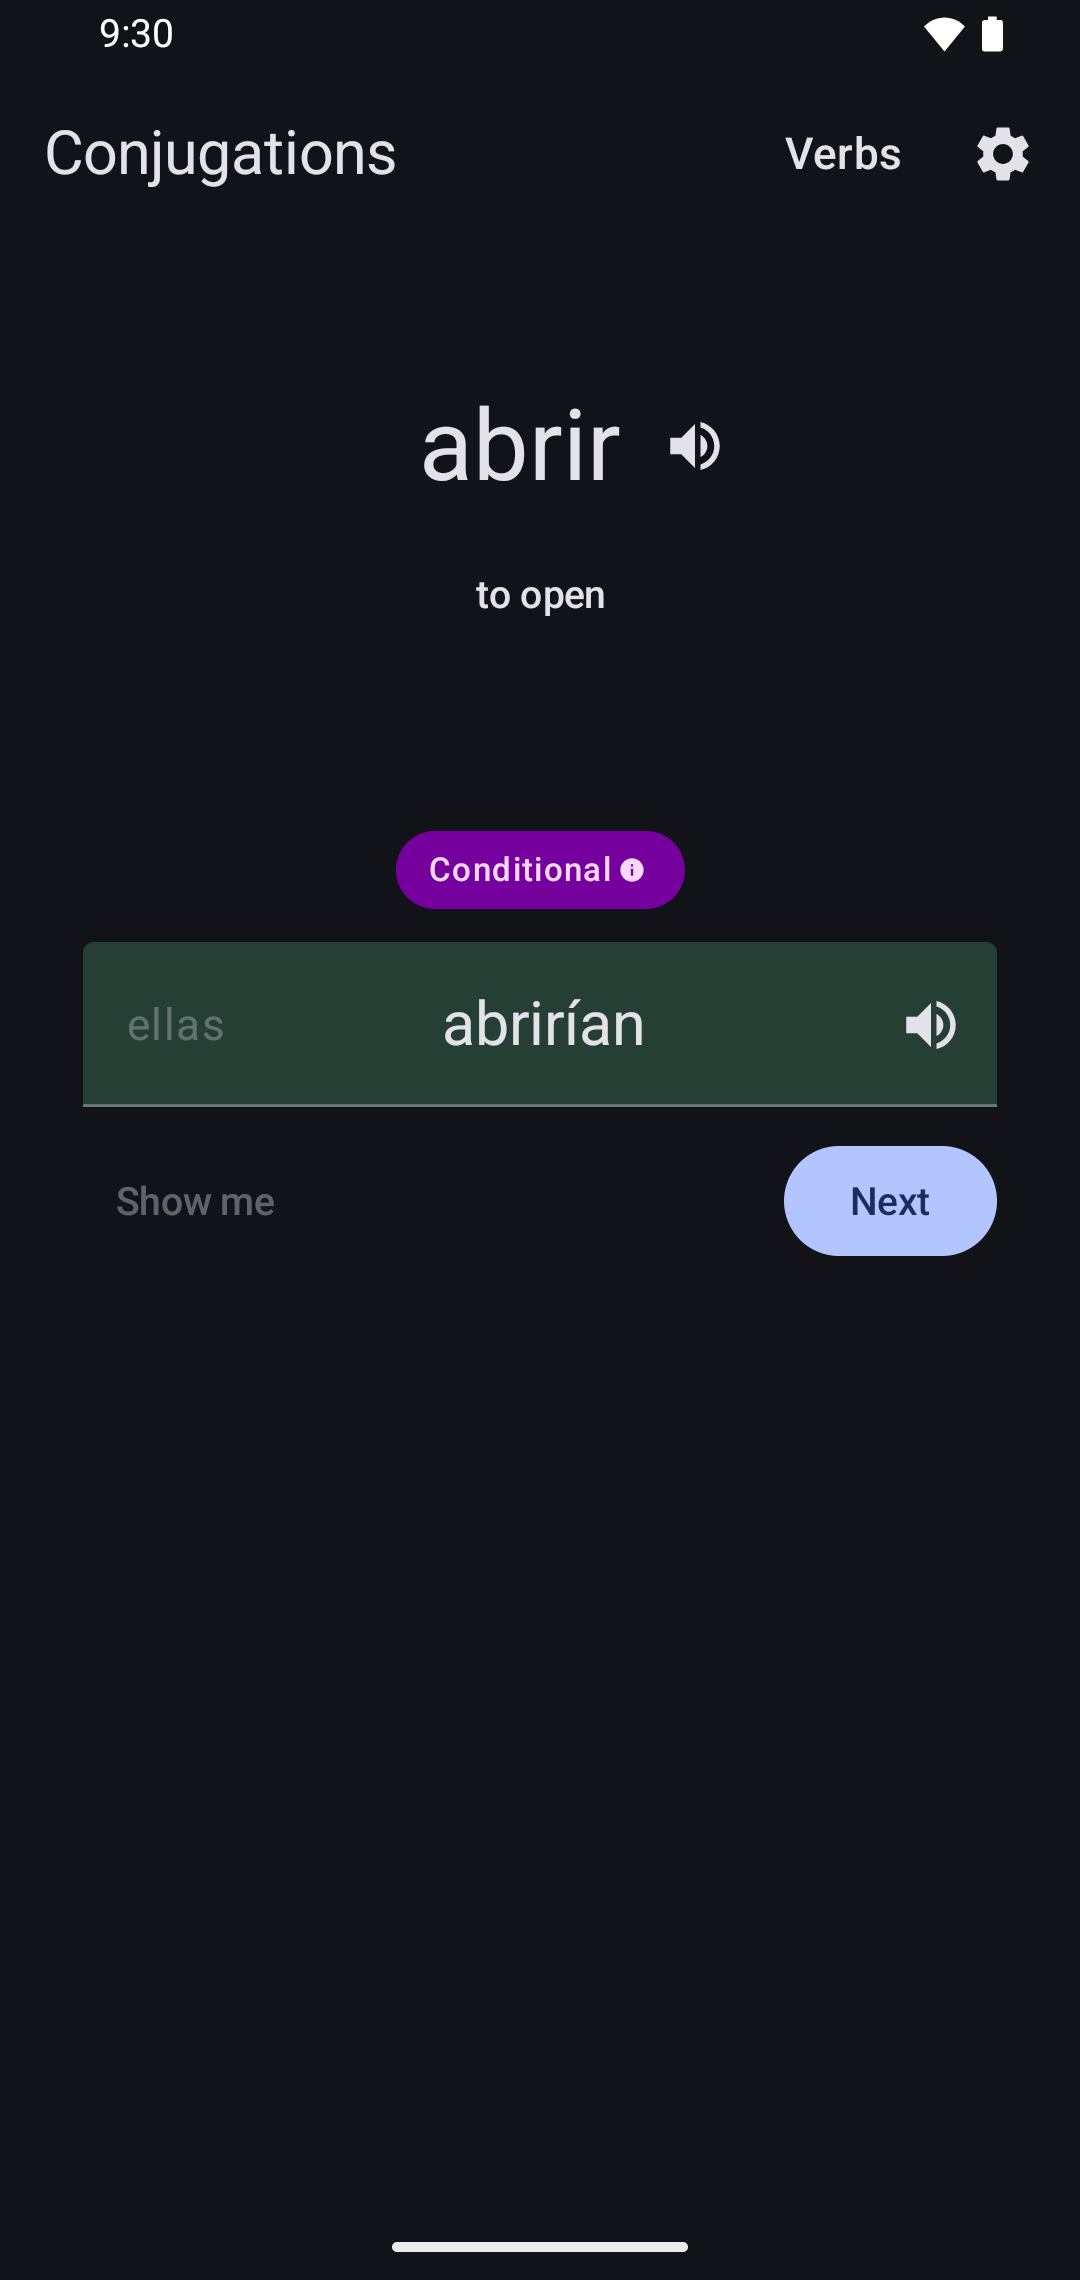 9:30
Conjugations
Verbs
abrir
to open
Conditional
ellas
abrirían
Show me
Next